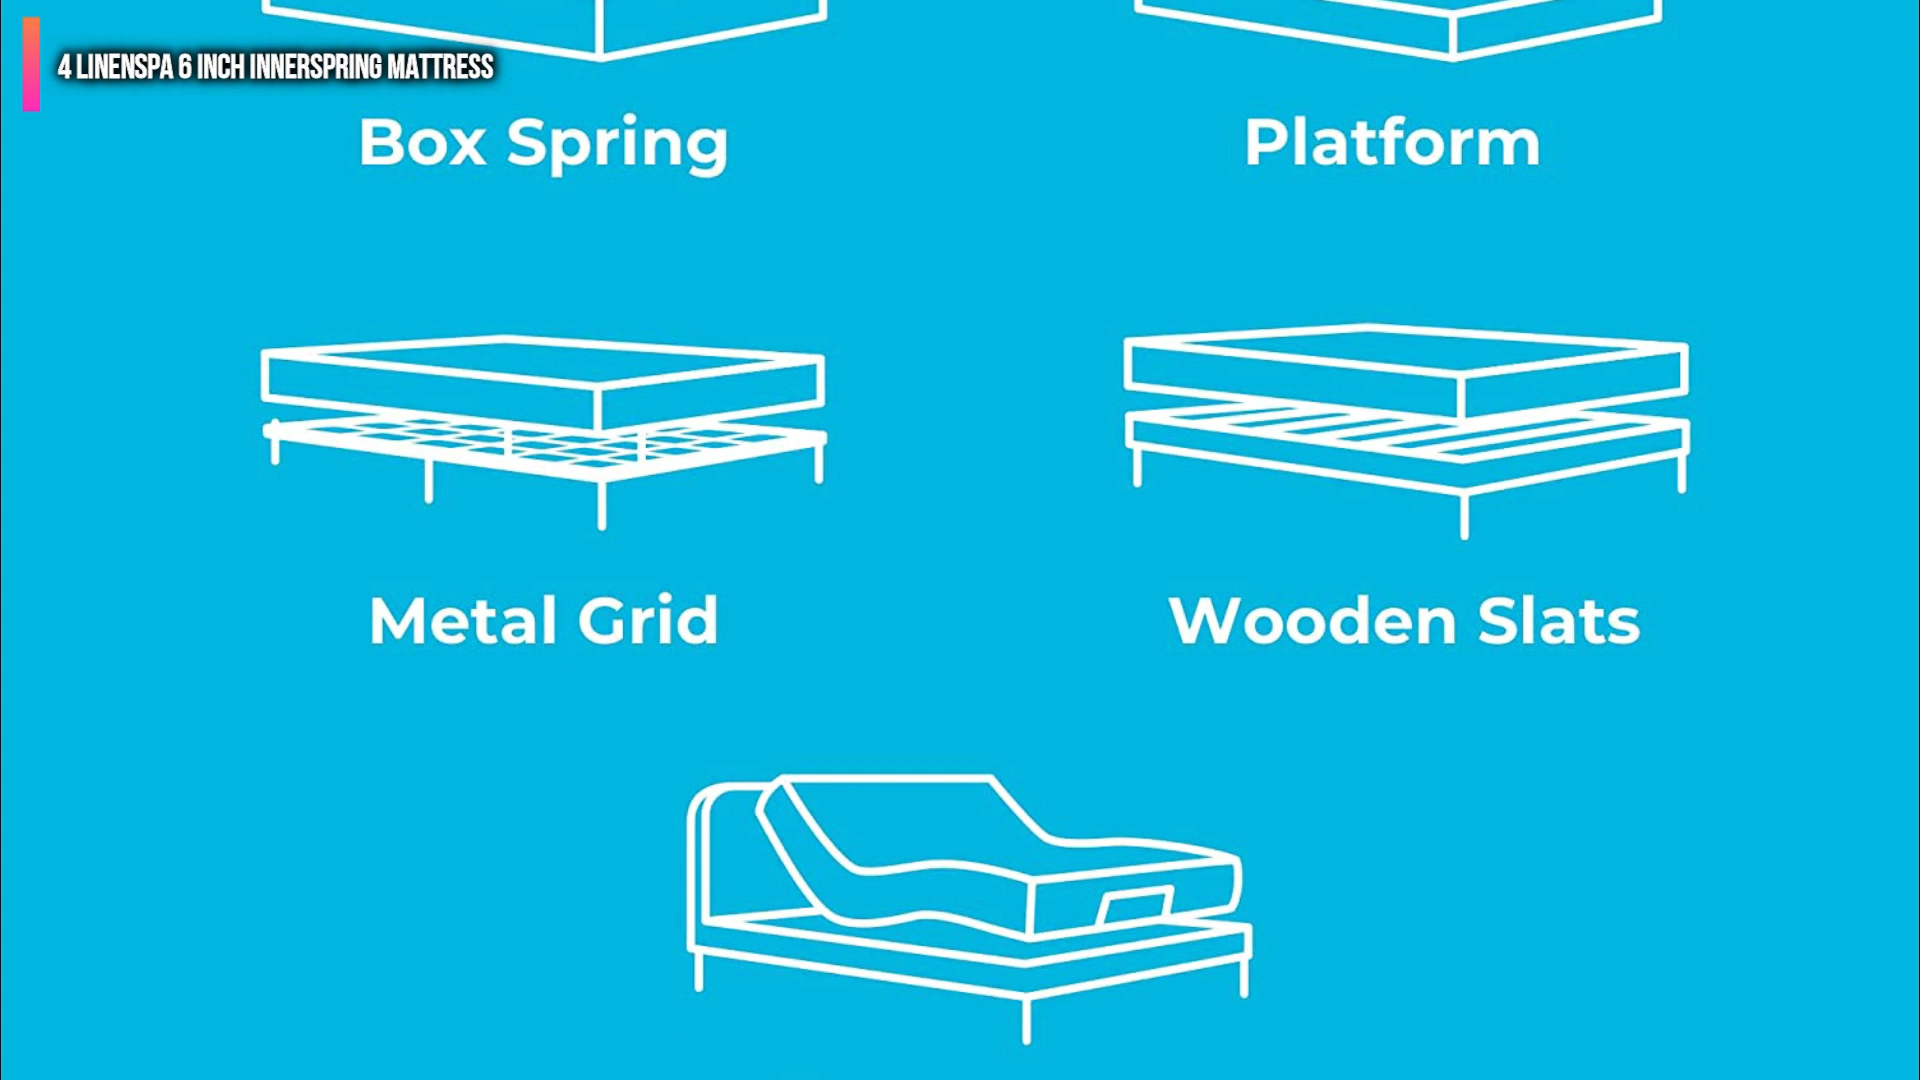 4 LINENSPA 6 INCH INNERSPRING MATTRESS
Box Spring
Platform
Metal Grid
Wooden Slats